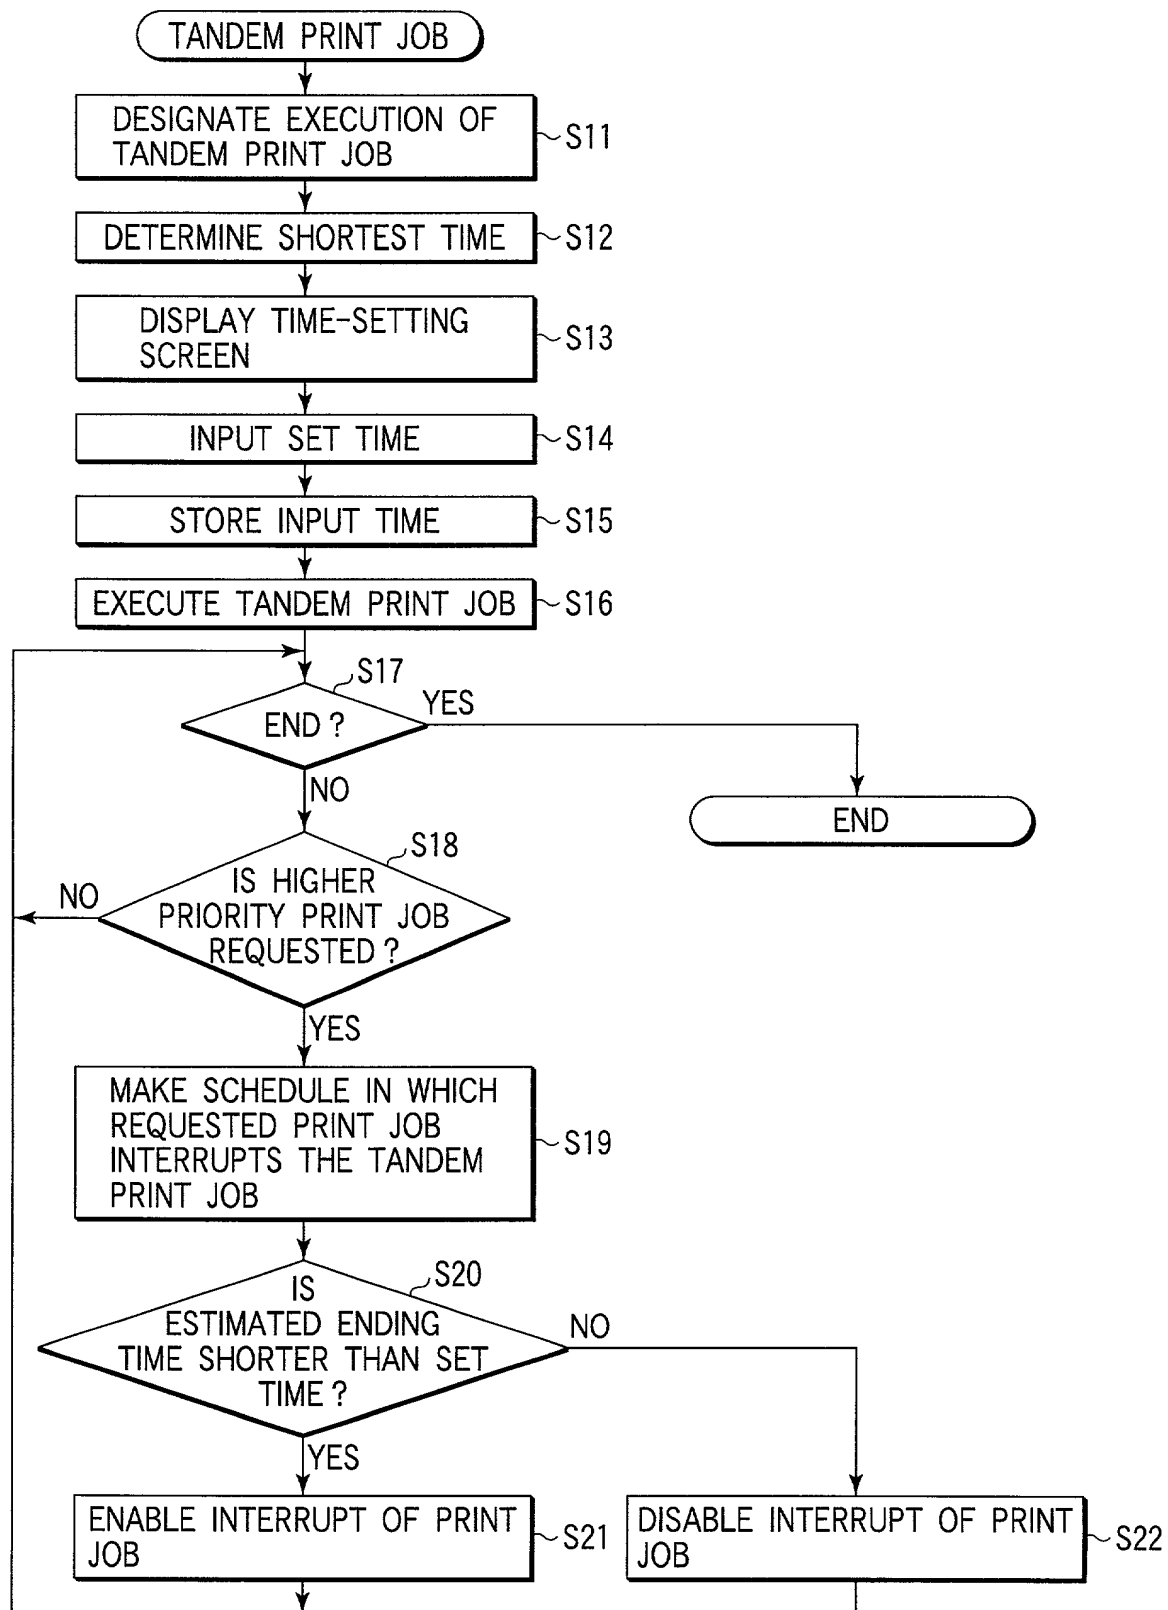 TANDEM PRINT JOB
DESIGNATE EXECUTION OF
TANDEM PRINT JOB
S11
DETERMINE SHORTEST TIME
S12
DISPLAY TIME-SETTING
SCREEN
S13
INPUT SET TIME
S14
STORE INPUT TIME
S15
EXECUTE TANDEM PRINT JOB
S16
S17
END ?
YES
NO
END
S18
IS HIGHER
PRIORITY PRINT JOB
REQUESTED ?
NO
YES
MAKE SCHEDULE IN WHICH
REQUESTED PRINT JOB
INTERRUPTS THE TANDEM
PRINT JOB
S19
S20
IS
ESTIMATED ENDING
TIME SHORTER THAN SET
TIME ?
NO
YES
ENABLE INTERRUPT OF PRINT
JOB
S21
DISABLE INTERRUPT OF PRINT
JOB
S22